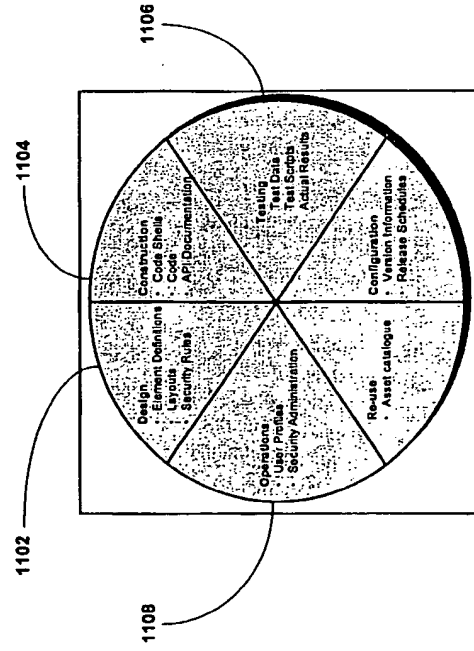 1102
1104
1106
1108
Design
• Element Definitions
• Layouts
• Security Rules
Construction
• Code Shells
• Code
• API Documentation
Testing
• Test Data
• Test Scripts
• Actual Results
Configuration
• Version Information
• Release Schedules
Re-use
• Asset catalogue
Operations
• User Profiles
• Security Administration